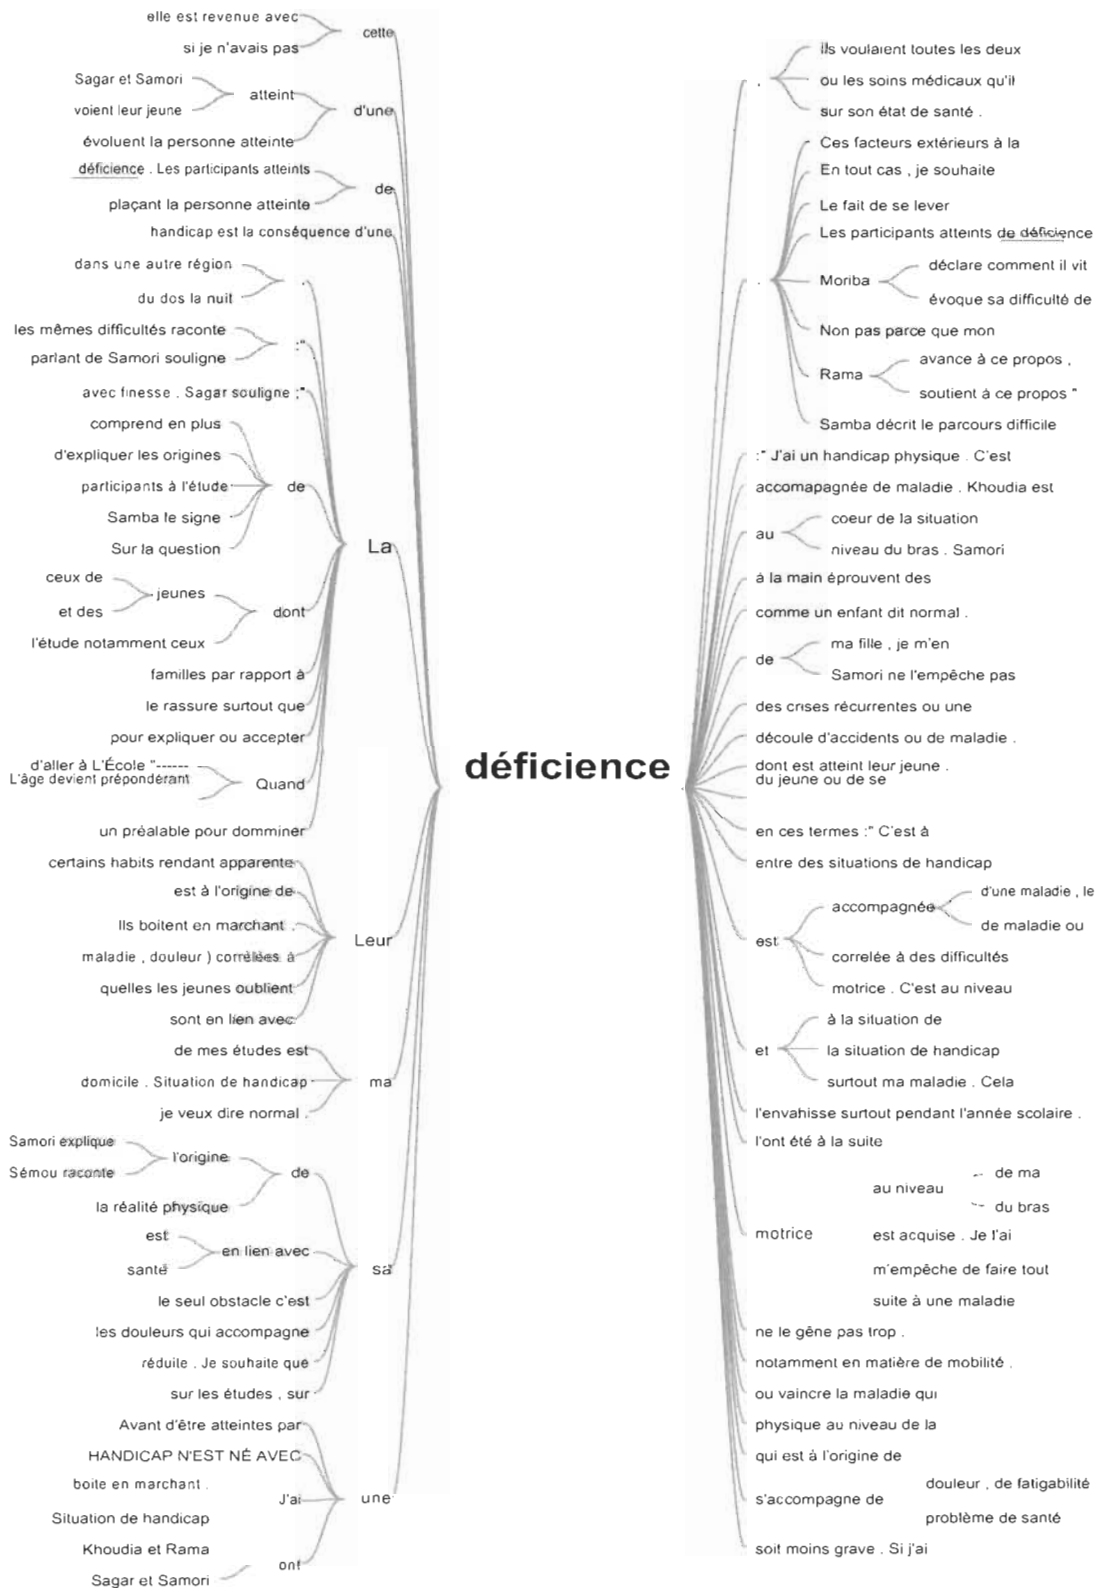 elle est revenue avec
si je n'avais pas
cette
Sagar et Samori
voient leur jeune
atteint
évoluent la personne atteinte
d'une
déficience . Les participants atteints
plaçant la personne atteinte
de
handicap est la conséquence d'une
dans une autre région
du dos la nuit
.
les mêmes difficultés raconte
parlant de Samori souligne
:"
avec finesse . Sagar souligne :"
comprend en plus
d'expliquer les origines
participants à l'étude
Samba le signe
Sur la question
de
La
ceux de
et des
jeunes
l'étude notamment ceux
dont
familles par rapport à
le rassure surtout que
pour expliquer ou accepter
d'aller à L'École "------
L'âge devient prépondérant
Quand
un préalable pour domminer
certains habits rendant apparente
est à l'origine de
Ils boitent en marchant .
maladie , douleur ) corrélées à
quelles les jeunes oublient
sont en lien avec
Leur
de mes études est
domicile . Situation de handicap
je veux dire normal .
ma
Samori explique
Sémou raconte
l'origine
la réalité physique
de
est
santé
en lien avec
le seul obstacle c'est
les douleurs qui accompagne
réduite . Je souhaite que
sur les études , sur
sa
Avant d'être atteintes par
HANDICAP N'EST NÉ AVEC
boite en marchant .
Situation de handicap
J'ai
Khoudia et Rama
Sagar et Samori
ont
une
déficience
,
Ils voulaient toutes les deux
ou les soins médicaux qu'il
sur son état de santé .
.
Ces facteurs extérieurs à la
En tout cas , je souhaite
Le fait de se lever
Les participants atteints de déficience
Moriba
déclare comment il vit
évoque sa difficulté de
Non pas parce que mon
Rama
avance à ce propos ,
soutient à ce propos "
Samba décrit le parcours difficile
:" J'ai un handicap physique . C'est
accomapagnée de maladie . Khoudia est
au
coeur de la situation
niveau du bras . Samori
à la main éprouvent des
comme un enfant dit normal .
de
ma fille , je m'en
Samori ne l'empêche pas
des crises récurrentes ou une
découle d'accidents ou de maladie .
dont est atteint leur jeune .
du jeune ou de se
en ces termes :" C'est à
entre des situations de handicap
est
accompagnée
d'une maladie , le
de maladie ou
correlée à des difficultés
motrice . C'est au niveau
et
à la situation de
la situation de handicap
surtout ma maladie . Cela
l'envahisse surtout pendant l'année scolaire .
l'ont été à la suite
motrice
au niveau
de ma
du bras
est acquise . Je l'ai
m'empêche de faire tout
suite à une maladie
ne le gêne pas trop .
notamment en matière de mobilité .
ou vaincre la maladie qui
physique au niveau de la
qui est à l'origine de
s'accompagne de
douleur , de fatigabilité
problème de santé
soit moins grave . Si j'ai